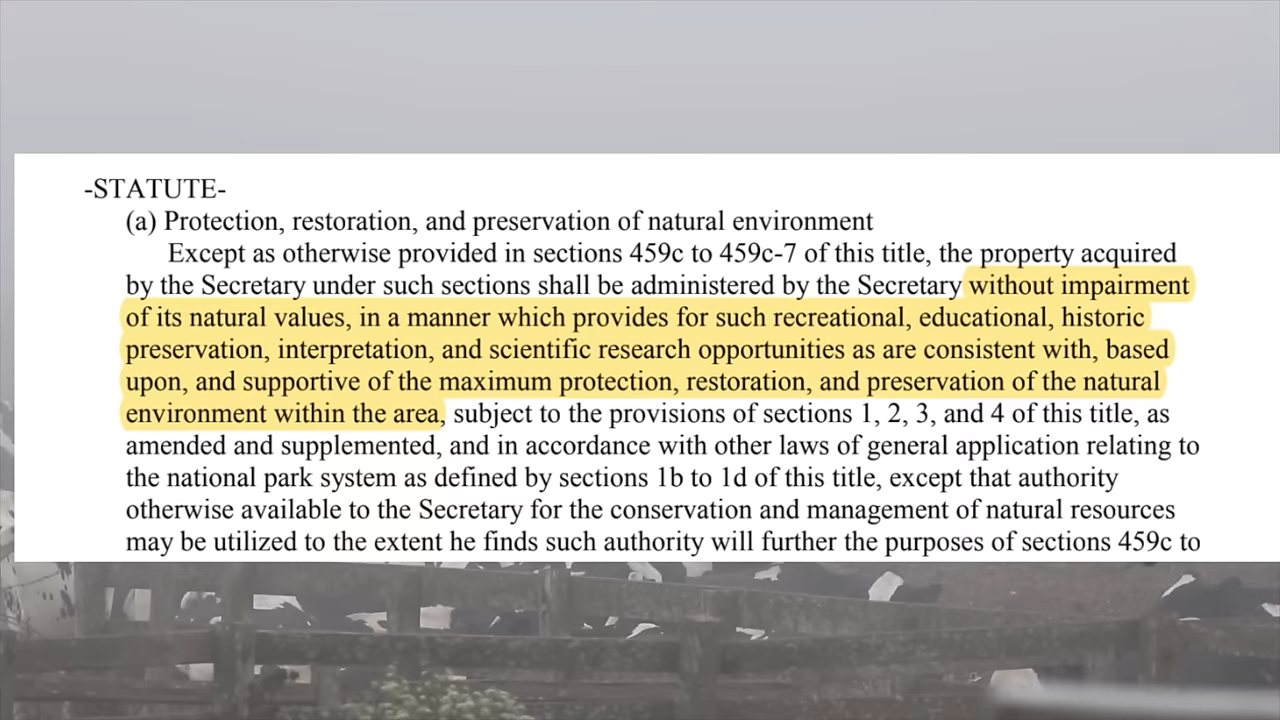 -STATUTE-
(a) Protection, restoration, and preservation of natural environment
Except as otherwise provided in sections 459c to 459c-7 of this title, the property acquired
by the Secretary under such sections shall be administered by the Secretary without impairment
of its natural values, in a manner which provides for such recreational, educational, historic
preservation, interpretation, and scientific research opportunities as are consistent with, based
upon, and supportive of the maximum protection, restoration, and preservation of the natural
environment within the area, subject to the provisions of sections 1, 2, 3, and 4 of this title, as
amended and supplemented, and in accordance with other laws of general application relating to
the national park system as defined by sections 1b to 1d of this title, except that authority
otherwise available to the Secretary for the conservation and management of natural resources
may be utilized to the extent he finds such authority will further the purposes of sections 459c to